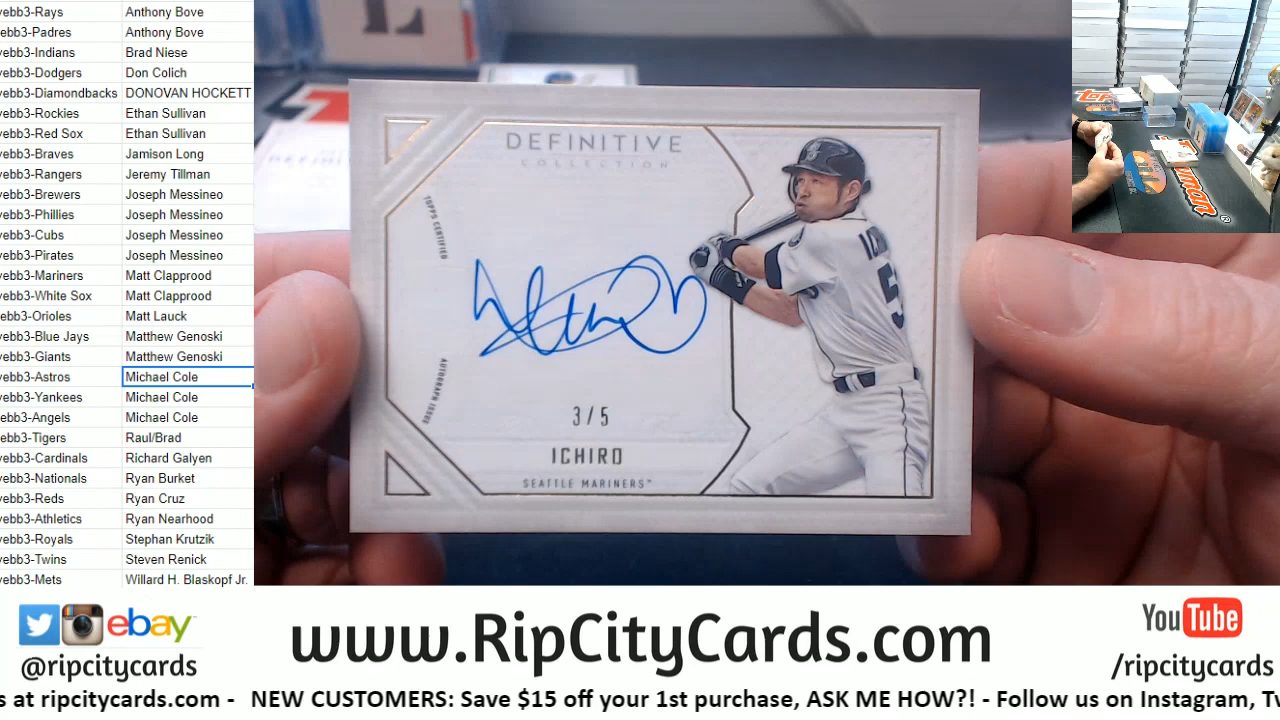 vebb3-Rays Anthony Bove
ebb3-Padres Anthony Bove
vebb3-Indians Brad Niese
vebb3-Dodgers Don Colich
vebb3-Diamondbacks DONOVAN HOCKETT
vebb3-Rockies Ethan Sullivan
vebb3-Red Sox Ethan Sullivan
vebb3-Braves Jamison Long
vebb3-Rangers Jeremy Tillman
vebb3-Brewers Joseph Messineo
vebb3-Phillies Joseph Messineo
vebb3-Cubs Joseph Messineo
vebb3-Pirates Joseph Messineo
vebb3-Mariners Matt Clapprood
vebb3-White Sox Matt Clapprood
vebb3-Orioles Matt Lauck
vebb3-Blue Jays Matthew Genoski
vebb3-Giants Matthew Genoski
vebb3-Astros Michael Cole
vebb3-Yankees Michael Cole
ebb3-Angels Michael Cole
vebb3-Tigers Raul/Brad
vebb3-Cardinals Richard Galyen
vebb3-Nationals Ryan Burket
vebb3-Reds Ryan Cruz
vebb3-Athletics Ryan Nearhood
vebb3-Royals Stephan Krutzik
vebb3-Twins Steven Renick
vebb3-Mets Willard H. Blaskopf Jr.
DEFINITIVE
COLLECTION
TOPPS CERTIFIED
AUTOGRAPH ISSUE
3/5
ICHIRO
SEATTLE MARINERS™
ebay
@ripcitycards
www.RipCityCards.com
YouTube
/ripcitycards
s at ripcitycards.com - NEW CUSTOMERS: Save $15 off your 1st purchase, ASK ME HOW?! - Follow us on Instagram, Tw